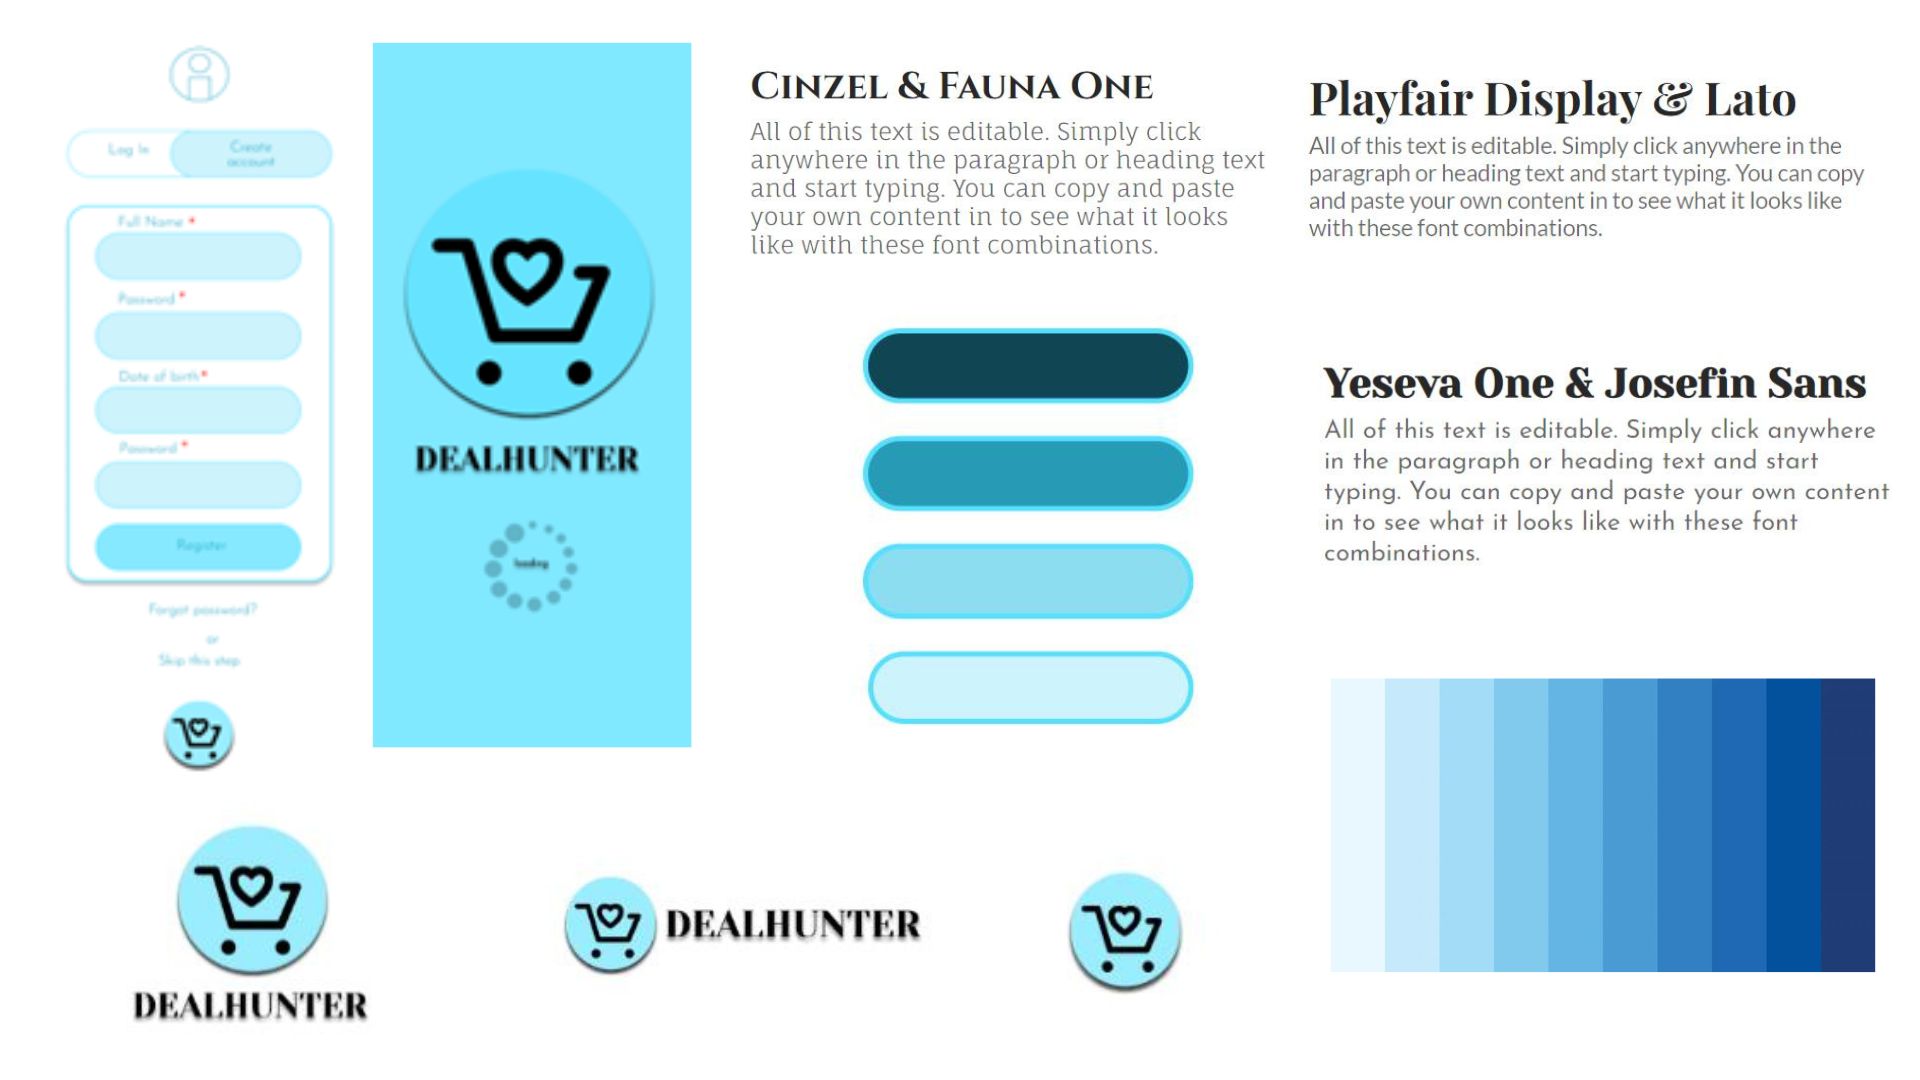 Log In
Create
account
Full Name *
Password *
Date of birth*
Password *
Register
Forgot password?
or
Skip this step
DEALHUNTER
loading
CINZEL & FAUNA ONE
All of this text is editable. Simply click
anywhere in the paragraph or heading text
and start typing. You can copy and paste
your own content in to see what it looks
like with these font combinations.
Playfair Display & Lato
All of this text is editable. Simply click anywhere in the
paragraph or heading text and start typing. You can copy
and paste your own content in to see what it looks like
with these font combinations.
Yeseva One & Josefin Sans
All of this text is editable. Simply click anywhere
in the paragraph or heading text and start
typing. You can copy and paste your own content
in to see what it looks like with these font
combinations.
DEALHUNTER
DEALHUNTER